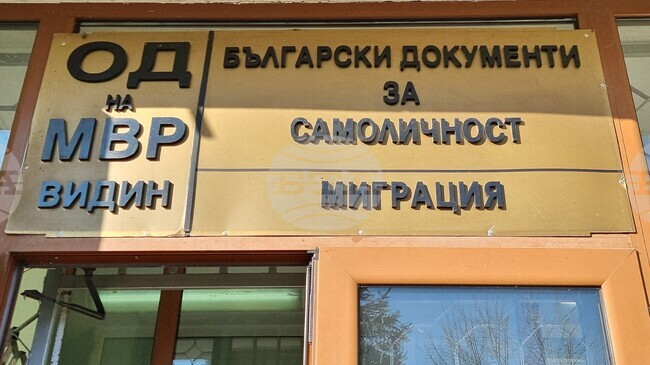 ОД
НА
МВР
ВИДИН
БЪЛГАРСКИ ДОКУМЕНТИ
ЗА
САМОЛИЧНОСТ
МИГРАЦИЯ